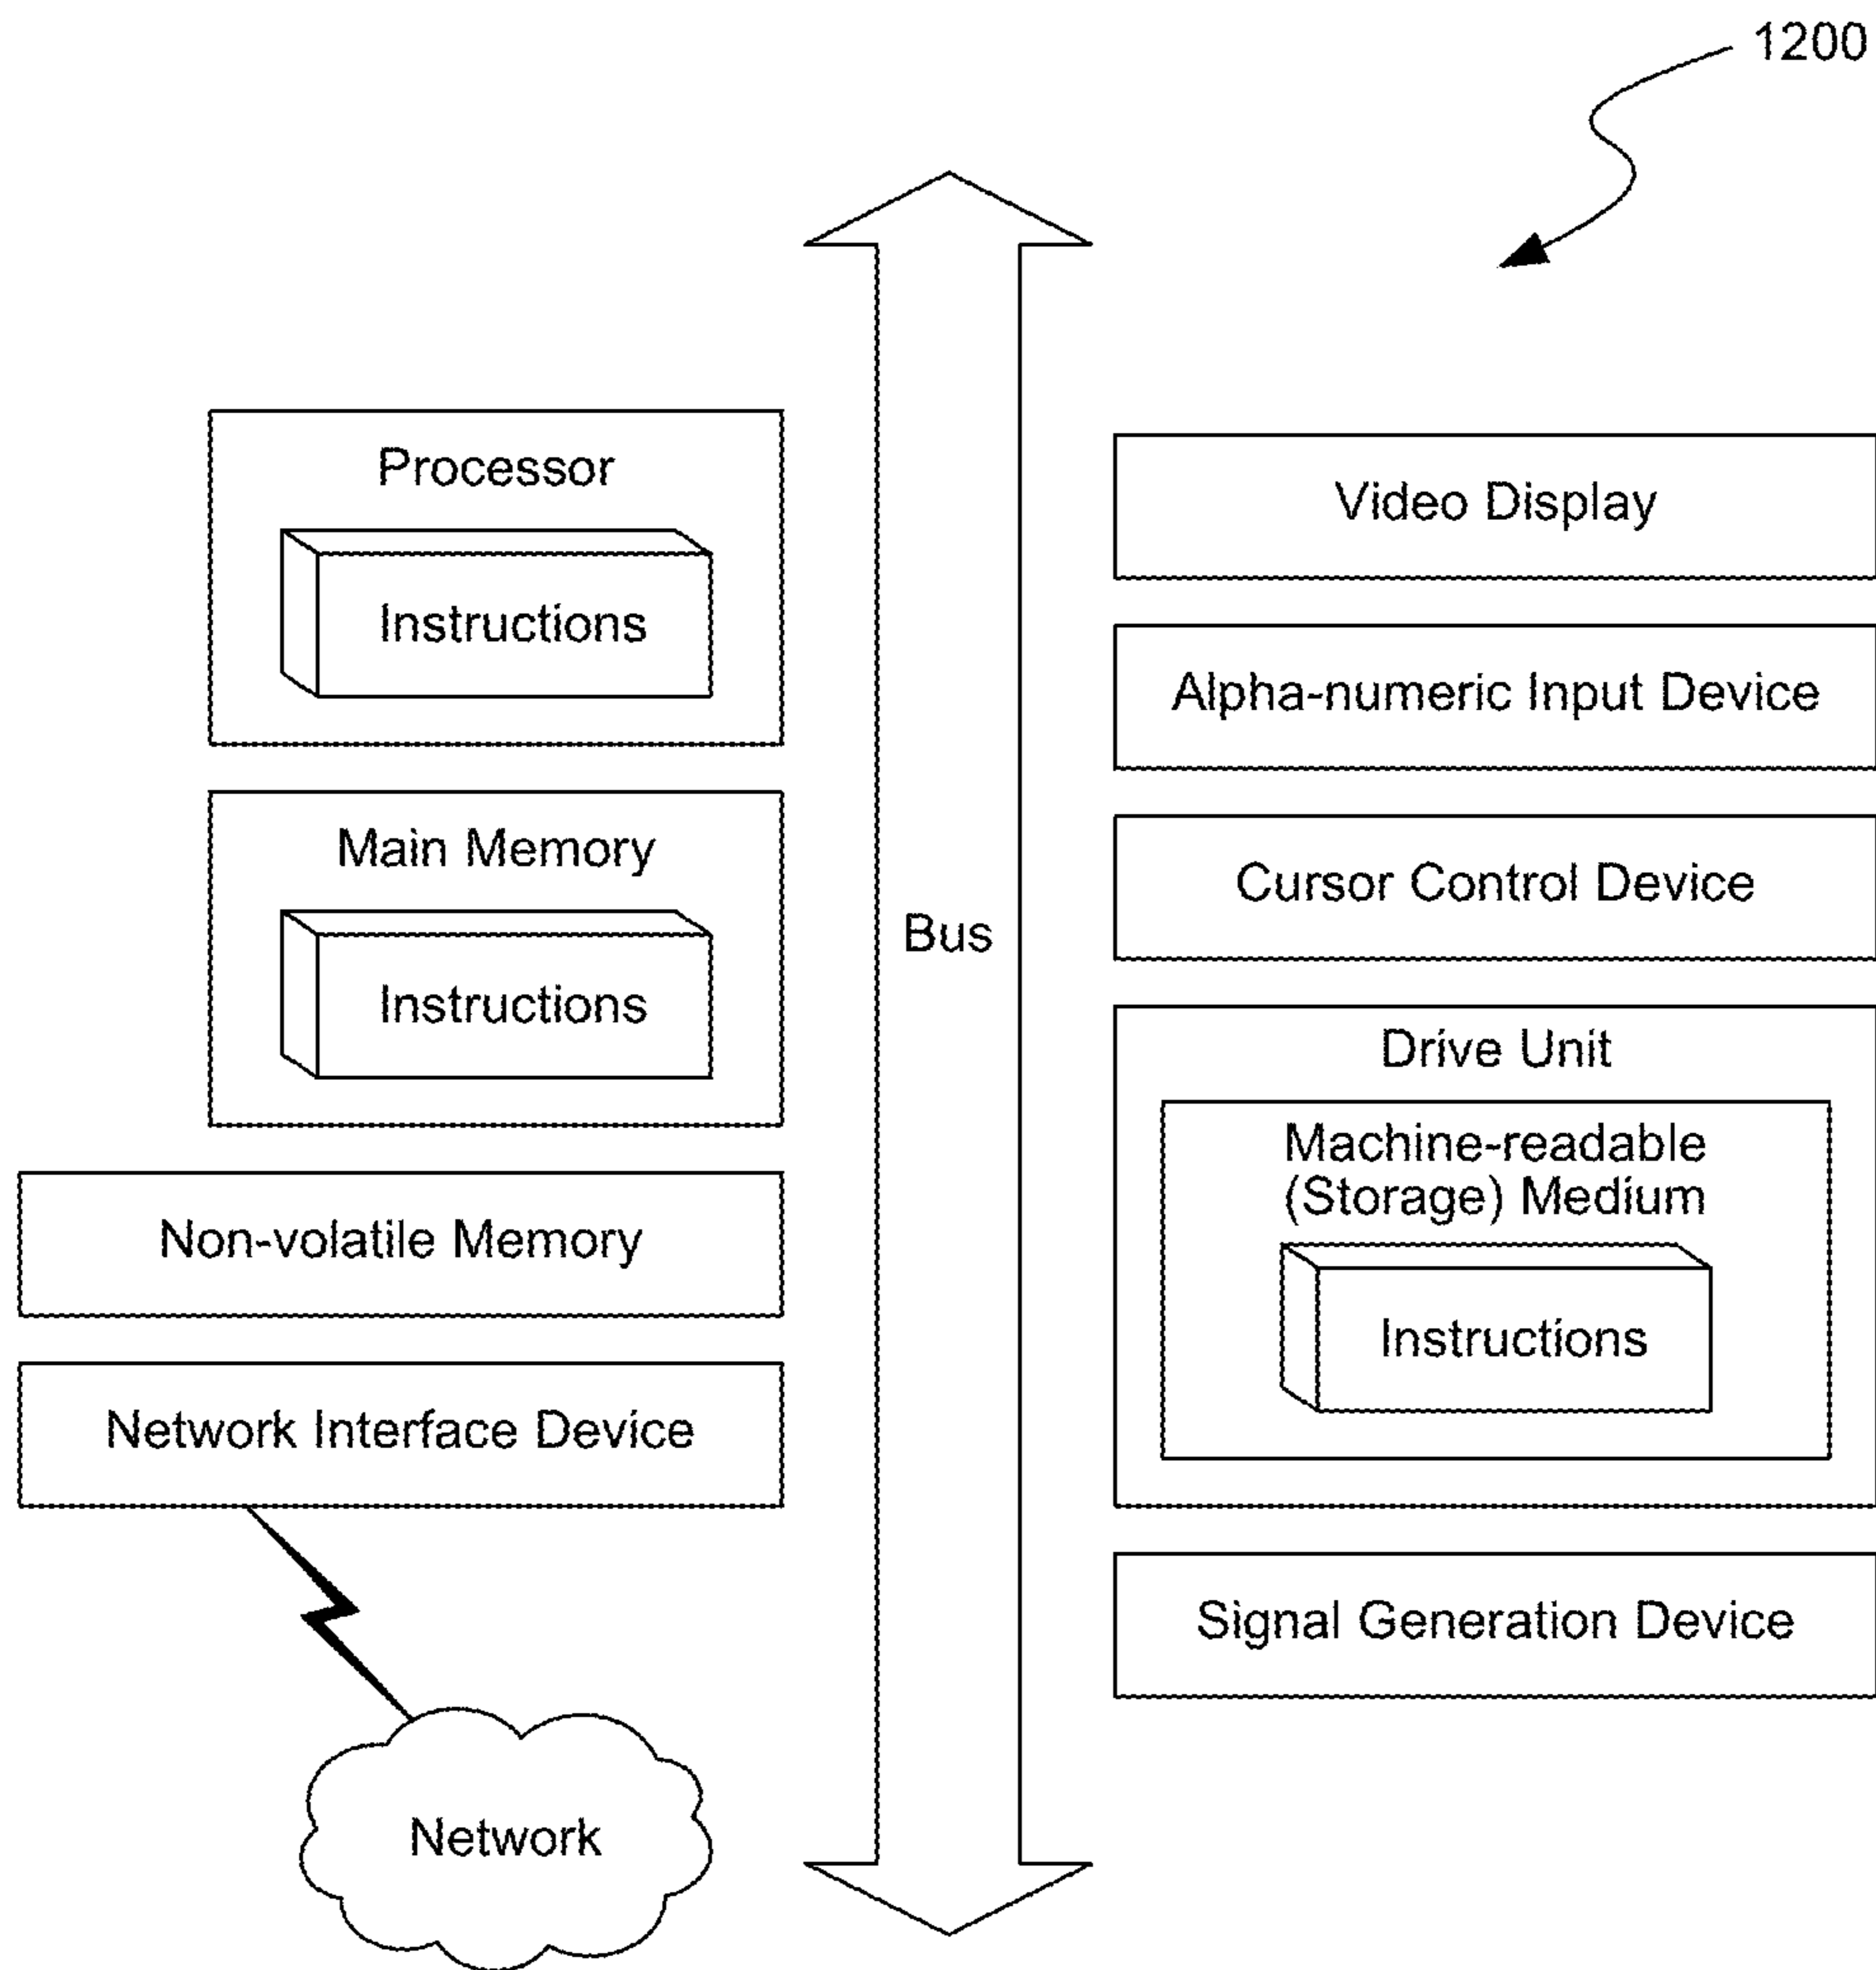 1200
Processor
Instructions
Main Memory
Instructions
Non-volatile Memory
Network Interface Device
Network
Bus
Video Display
Alpha-numeric Input Device
Cursor Control Device
Drive Unit
Machine-readable
(Storage) Medium
Instructions
Signal Generation Device